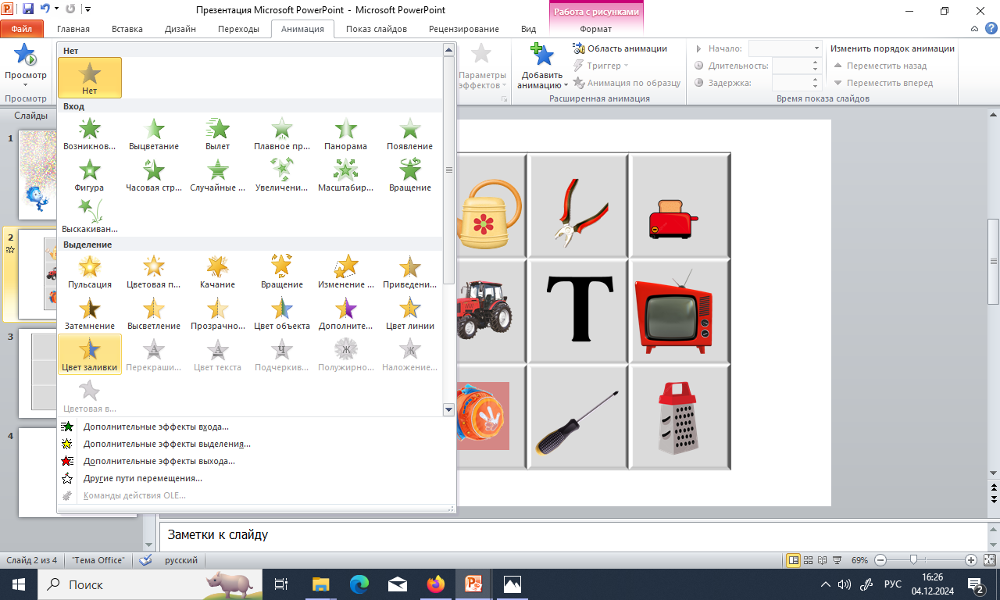 Презентация Microsoft PowerPoint - Microsoft PowerPoint
Работа с рисунками
Файл Главная Вставка Дизайн Переходы Анимация Показ слайдов Рецензирование Вид Формат
Просмотр
Просмотр
Слайды
1
2
3
4
Нет
Нет
Вход
Возникнов... Выцветание Вылет Плавное пр... Панорама Появление
Фигура Часовая стр... Случайные ... Увеличени... Масштабир... Вращение
Выскакиван...
Выделение
Пульсация Цветовая п... Качание Вращение Изменение ... Приведени...
Затемнение Высветление Прозрачно... Цвет объекта Дополните... Цвет линии
Цвет заливки Перекраши... Цвет текста Подчеркив... Полужирно... Наложение...
Цветовая в...
Дополнительные эффекты входа...
Дополнительные эффекты выделения...
Дополнительные эффекты выхода...
Другие пути перемещения...
Команды действия OLE...
Параметры
эффектов
Добавить
анимацию
Область анимации
Триггер
Анимация по образцу
Расширенная анимация
Начало:
Длительность:
Задержка:
Изменить порядок анимации
Переместить назад
Переместить вперед
Время показа слайдов
Т
Заметки к слайду
Слайд 2 из 4 "Тема Office" русский 69%
Поиск
РУС
16:26
04.12.2024
2